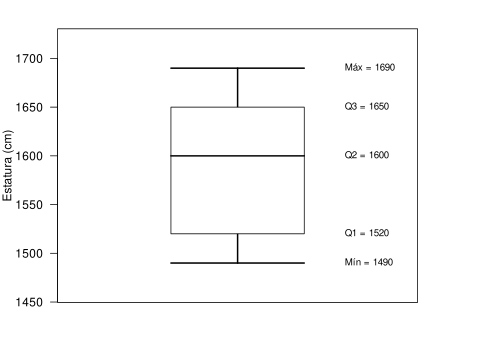 1700
1650
1600
1550
1500
1450
Estatura (cm)
Máx = 1690
Q3 = 1650
Q2 = 1600
Q1 = 1520
Mín = 1490